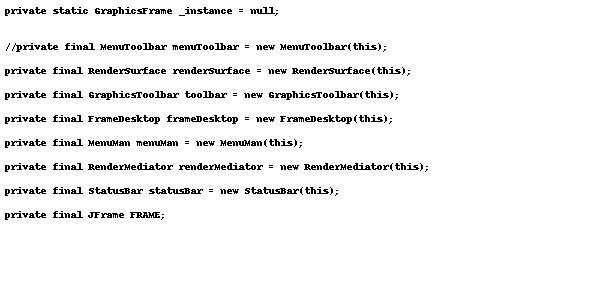 private static GraphicsFrame _instance = null;
//private final MenuToolbar menuToolbar = new MenuToolbar(this);
private final RenderSurface renderSurface = new RenderSurface(this);
private final GraphicsToolbar toolbar = new GraphicsToolbar(this);
private final FrameDesktop frameDesktop = new FrameDesktop(this);
private final MenuMan menuMan = new MenuMan(this);
private final RenderMediator renderMediator = new RenderMediator(this);
private final StatusBar statusBar = new StatusBar(this);
private final JFrame FRAME;